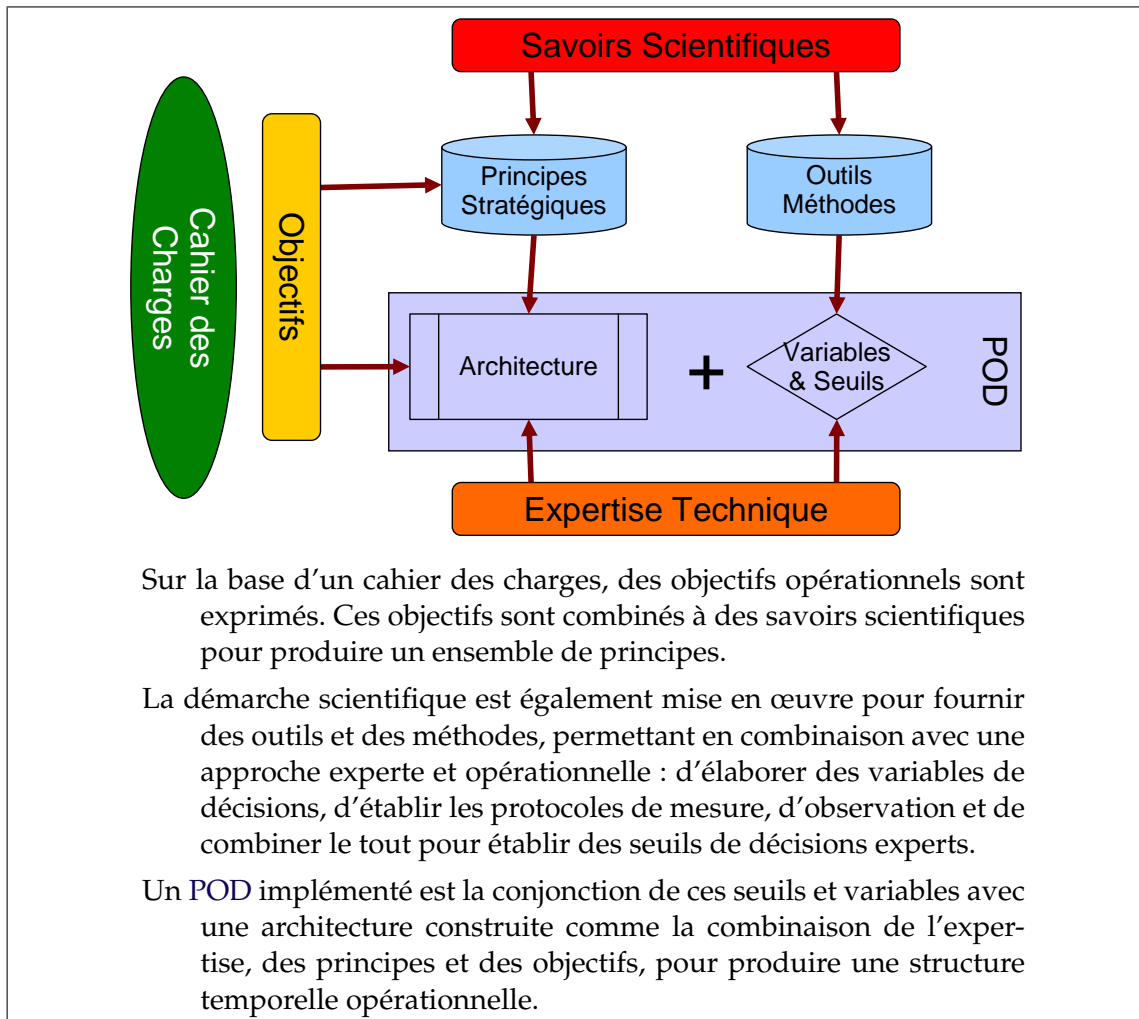 Savoirs Scientifiques
Principes
Stratégiques
Outils
Méthodes
Cahier des
Charges
Objectifs
Architecture
+
Variables
& Seuils
POD
Expertise Technique
Sur la base d'un cahier des charges, des objectifs opérationnels sont
exprimés. Ces objectifs sont combinés à des savoirs scientifiques
pour produire un ensemble de principes.
La démarche scientifique est également mise en œuvre pour fournir
des outils et des méthodes, permettant en combinaison avec une
approche experte et opérationnelle : d'élaborer des variables de
décisions, d'établir les protocoles de mesure, d'observation et de
combiner le tout pour établir des seuils de décisions experts.
Un POD implémenté est la conjonction de ces seuils et variables avec
une architecture construite comme la combinaison de l'exper-
tise, des principes et des objectifs, pour produire une structure
temporelle opérationnelle.